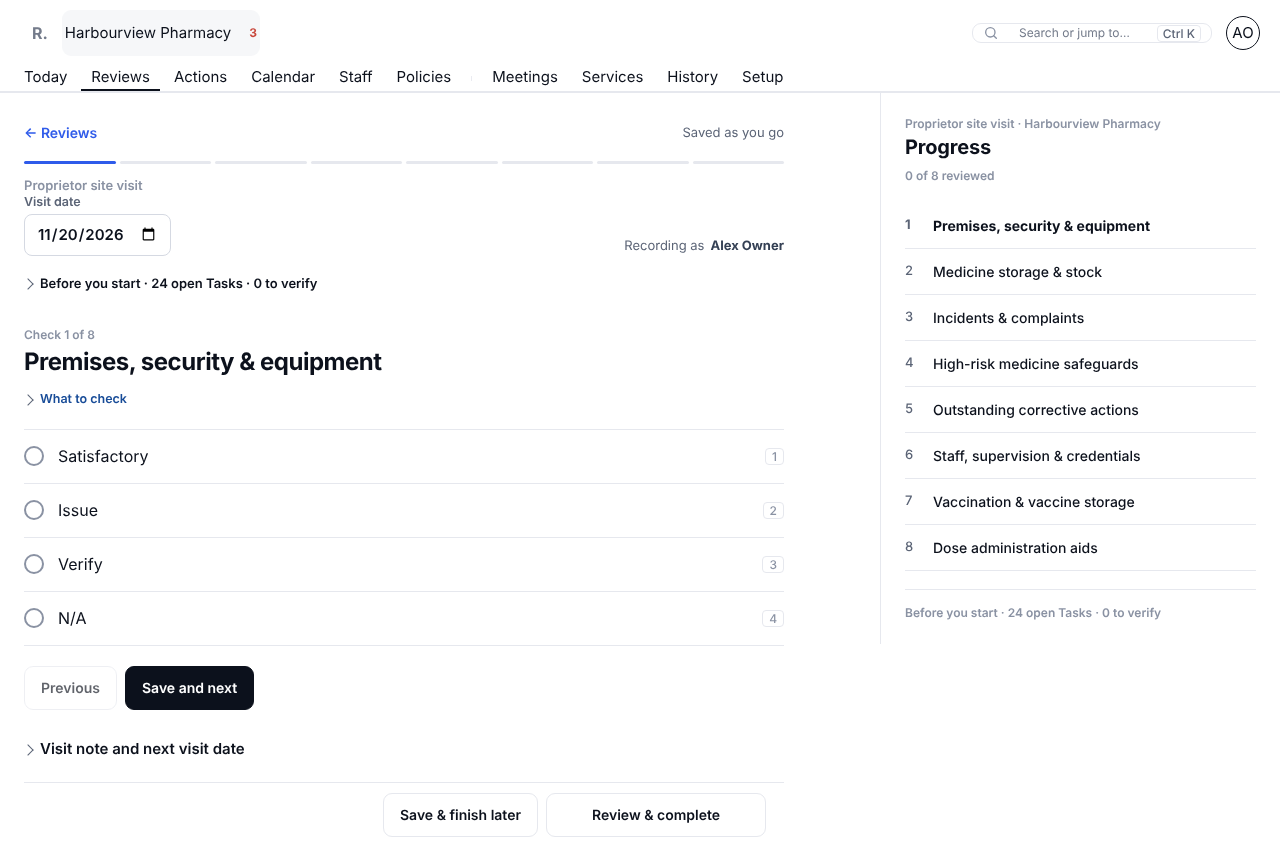 R.
Harbourview Pharmacy 3
Search or jump to... Ctrl K
AO
Today Reviews Actions Calendar Staff Policies Meetings Services History Setup
← Reviews
Saved as you go
Proprietor site visit
Visit date
11/20/2026
Recording as Alex Owner
Before you start · 24 open Tasks · 0 to verify
Check 1 of 8
Premises, security & equipment
What to check
Satisfactory 1
Issue 2
Verify 3
N/A 4
Previous
Save and next
Visit note and next visit date
Save & finish later
Review & complete
Proprietor site visit · Harbourview Pharmacy
Progress
0 of 8 reviewed
1 Premises, security & equipment
2 Medicine storage & stock
3 Incidents & complaints
4 High-risk medicine safeguards
5 Outstanding corrective actions
6 Staff, supervision & credentials
7 Vaccination & vaccine storage
8 Dose administration aids
Before you start · 24 open Tasks · 0 to verify